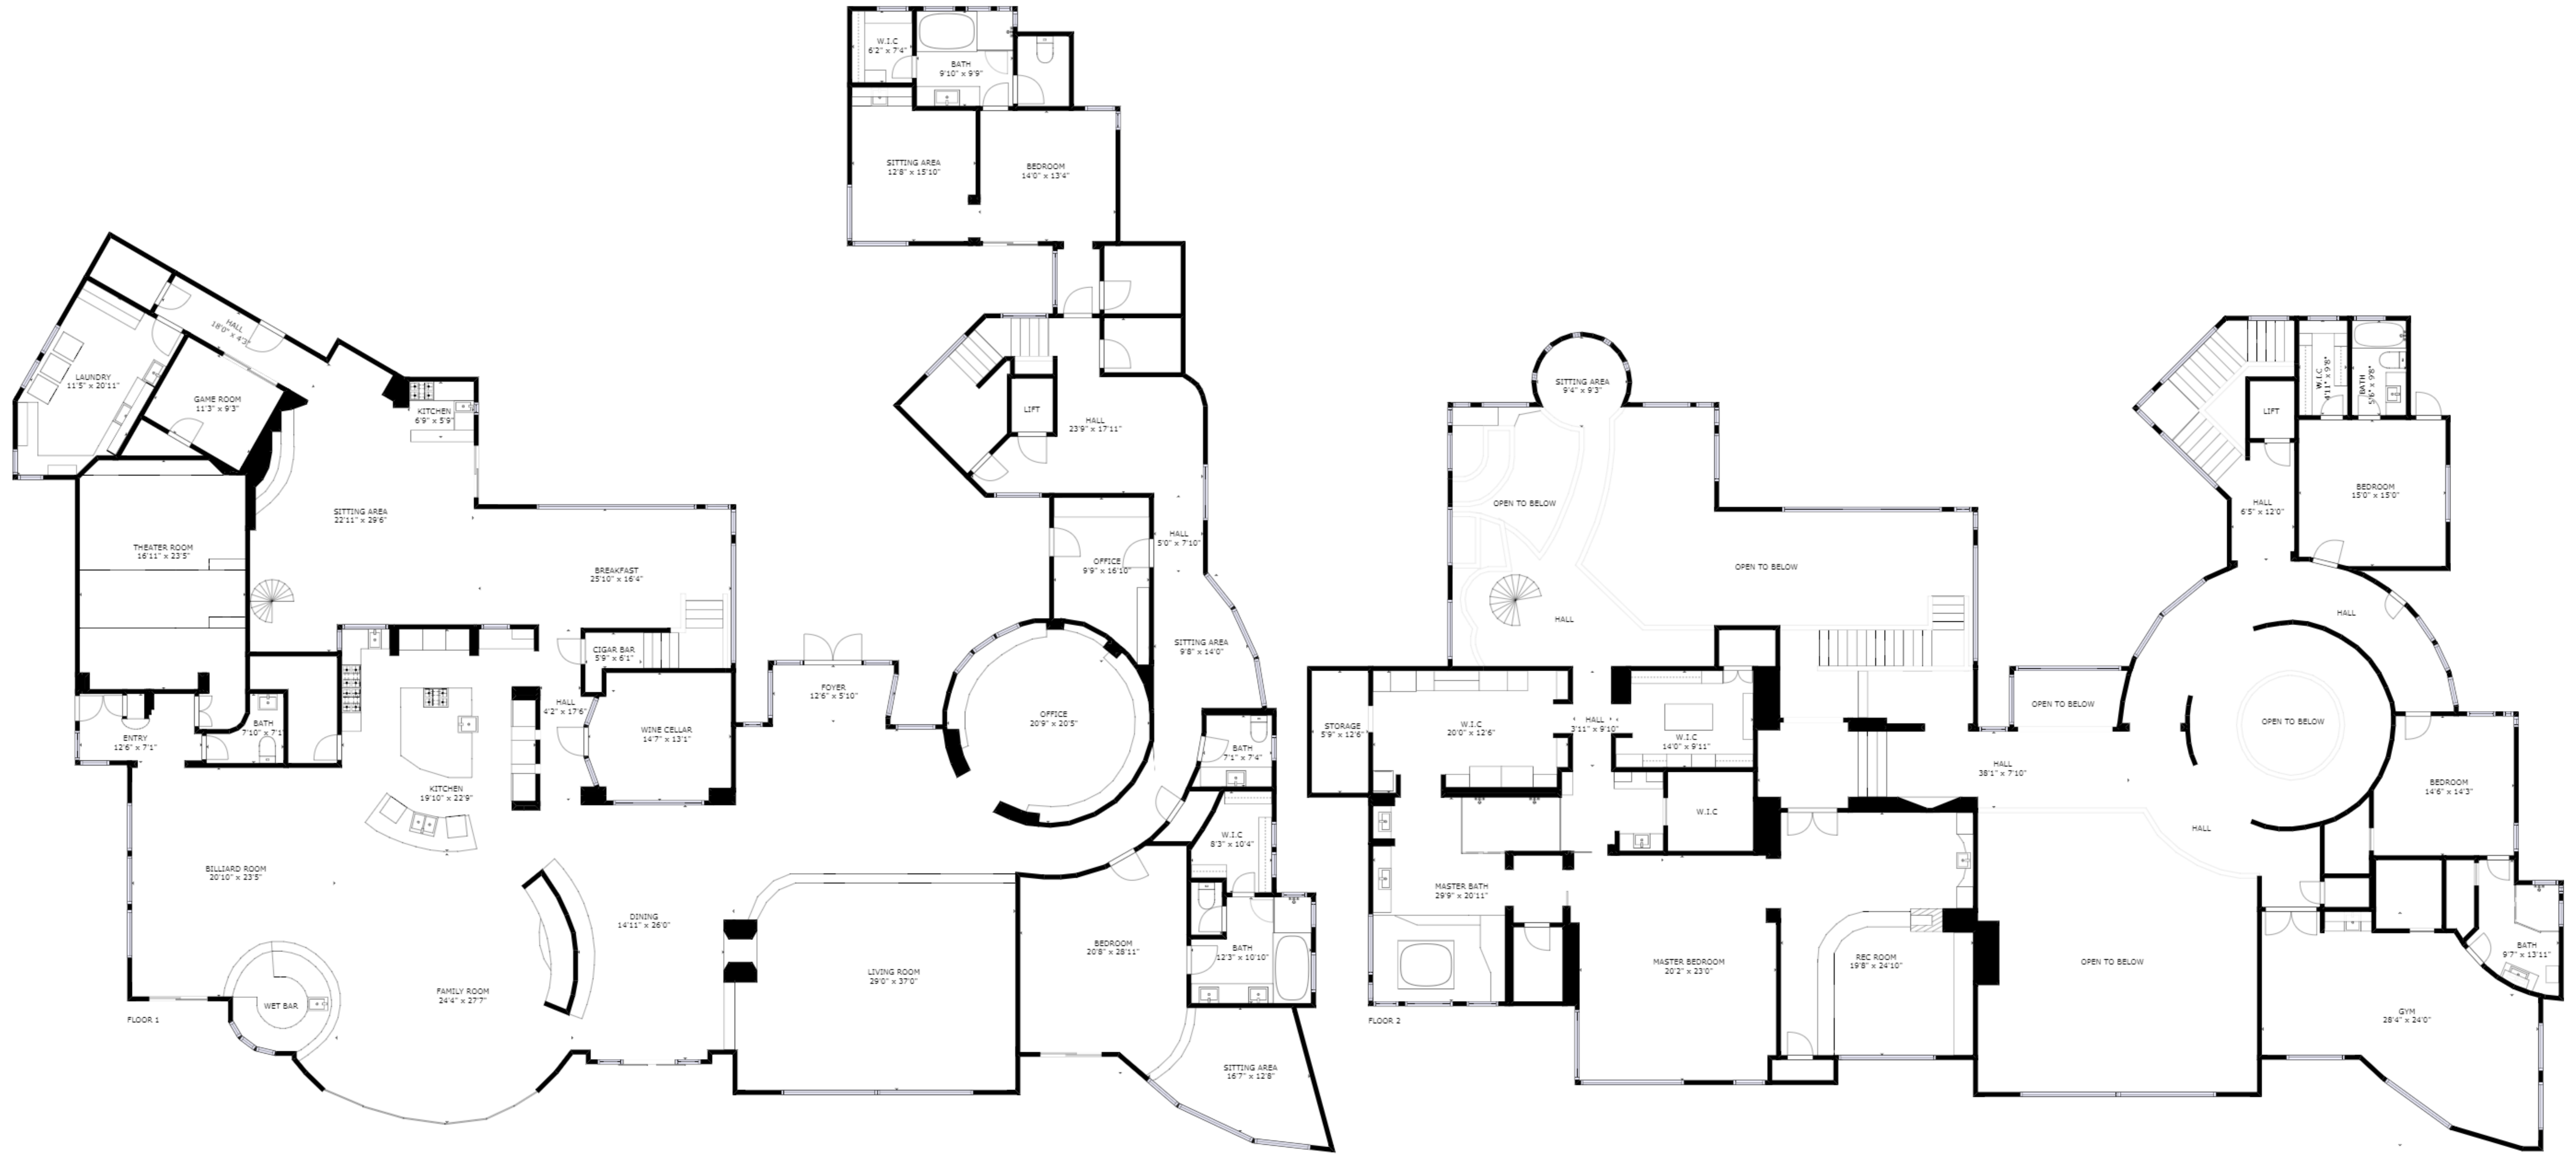 W.I.C
6'2" x 7'4"
BATH
9'10" x 9'9"
SITTING AREA
12'8" x 15'10"
BEDROOM
14'0" x 13'4"
HALL
18'0" x 4'3"
LAUNDRY
11'5" x 20'11"
GAME ROOM
11'3" x 9'3"
KITCHEN
6'9" x 5'9"
LIFT
HALL
23'9" x 17'11"
SITTING AREA
22'11" x 29'6"
THEATER ROOM
16'11" x 23'5"
BREAKFAST
25'10" x 16'4"
HALL
5'0" x 7'10"
OFFICE
9'9" x 16'10"
CIGAR BAR
5'9" x 6'1"
SITTING AREA
9'8" x 14'0"
FOYER
12'6" x 5'10"
HALL
4'2" x 17'6"
OFFICE
20'9" x 20'5"
BATH
7'10" x 7'1"
ENTRY
12'6" x 7'1"
WINE CELLAR
14'7" x 13'1"
BATH
7'1" x 7'4"
KITCHEN
19'10" x 22'9"
W.I.C
8'3" x 10'4"
BILLIARD ROOM
20'10" x 23'5"
DINING
14'11" x 26'0"
BEDROOM
20'8" x 28'11"
BATH
12'3" x 10'10"
LIVING ROOM
29'0" x 37'0"
FAMILY ROOM
24'4" x 27'7"
WET BAR
FLOOR 1
SITTING AREA
16'7" x 12'8"
SITTING AREA
9'4" x 9'3"
W.I.C
4'11" x 9'8"
BATH
5'6" x 9'8"
LIFT
OPEN TO BELOW
BEDROOM
15'0" x 15'0"
HALL
6'5" x 12'0"
OPEN TO BELOW
HALL
HALL
OPEN TO BELOW
OPEN TO BELOW
STORAGE
5'9" x 12'6"
W.I.C
20'0" x 12'6"
HALL
3'11" x 9'10"
W.I.C
14'0" x 9'11"
HALL
38'1" x 7'10"
BEDROOM
14'6" x 14'3"
W.I.C
HALL
MASTER BATH
29'9" x 20'11"
BATH
9'7" x 13'11"
MASTER BEDROOM
20'2" x 23'0"
REC ROOM
19'8" x 24'10"
OPEN TO BELOW
GYM
28'4" x 24'0"
FLOOR 2